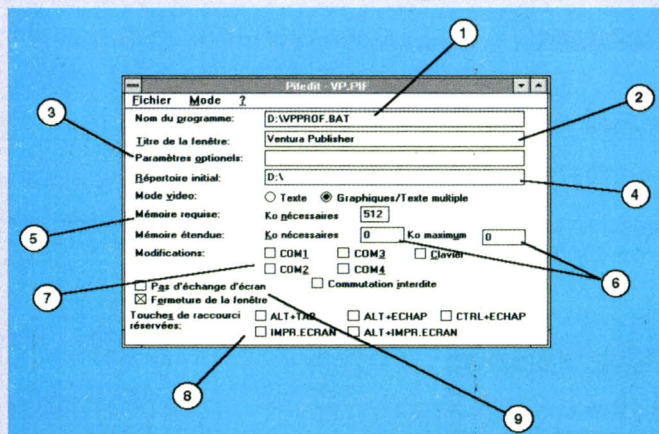 1
Pifedit - VP.PIF
Fichier Mode ?
2
Nom du programme: D:\VPPROF.BAT
3
Titre de la fenêtre: Ventura Publisher
Paramètres optionels:
Répertoire initial: D:\
4
Mode video: Texte Graphiques/Texte multiple
5
Mémoire requise: Ko nécessaires 512
Mémoire étendue: Ko nécessaires 0 Ko maximum 0
6
Modifications: COM1 COM3 Clavier
7
COM2 COM4 Commutation interdite
Pas d'échange d'écran
Fermeture de la fenêtre
Touches de raccourci ALT+TAB ALT+ECHAP CTRL+ECHAP
réservées: IMPR.ECRAN ALT+IMPR.ECRAN
8
9